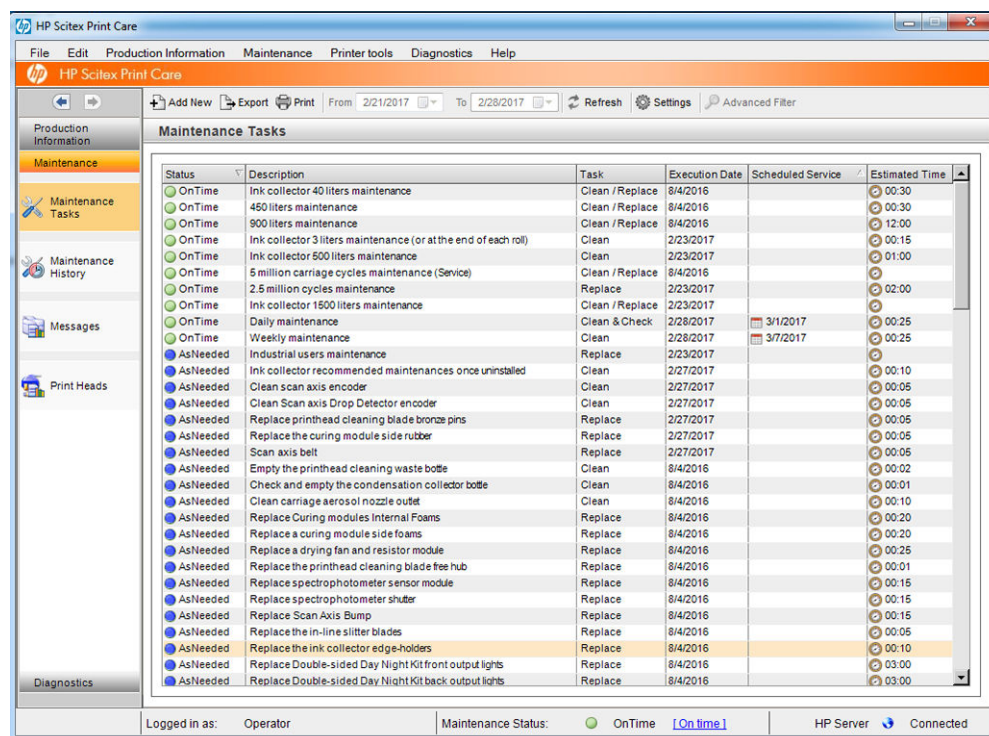 HP Scitex Print Care
File Edit Production Information Maintenance Printer tools Diagnostics Help
hp HP Scitex Print Care
Add New Export Print From 2/21/2017 To 2/28/2017 Refresh Settings Advanced Filter
Production
Information
Maintenance
Maintenance
Tasks
Maintenance
History
Messages
Print Heads
Diagnostics
Maintenance Tasks
Status Description Task Execution Date Scheduled Service Estimated Time
OnTime Ink collector 40 liters maintenance Clean / Replace 8/4/2016 00:30
OnTime 450 liters maintenance Clean / Replace 8/4/2016 00:30
OnTime 900 liters maintenance Clean / Replace 8/4/2016 12:00
OnTime Ink collector 3 liters maintenance (or at the end of each roll) Clean 2/23/2017 00:15
OnTime Ink collector 500 liters maintenance Clean 2/23/2017 01:00
OnTime 5 million carriage cycles maintenance (Service) Clean / Replace 8/4/2016
OnTime 2.5 million cycles maintenance Replace 2/23/2017 02:00
OnTime Ink collector 1500 liters maintenance Clean / Replace 2/23/2017
OnTime Daily maintenance Clean & Check 2/28/2017 3/1/2017 00:25
OnTime Weekly maintenance Clean 2/28/2017 3/7/2017 00:25
AsNeeded Industrial users maintenance Replace 2/23/2017
AsNeeded Ink collector recommended maintenances once uninstalled Clean 2/27/2017 00:10
AsNeeded Clean scan axis encoder Clean 2/27/2017 00:05
AsNeeded Clean Scan axis Drop Detector encoder Clean 2/27/2017 00:05
AsNeeded Replace printhead cleaning blade bronze pins Replace 2/27/2017 00:05
AsNeeded Replace the curing module side rubber Replace 2/27/2017 00:05
AsNeeded Scan axis belt Replace 2/27/2017 00:05
AsNeeded Empty the printhead cleaning waste bottle Clean 8/4/2016 00:02
AsNeeded Check and empty the condensation collector bottle Clean 8/4/2016 00:01
AsNeeded Clean carriage aerosol nozzle outlet Clean 8/4/2016 00:10
AsNeeded Replace Curing modules Internal Foams Replace 8/4/2016 00:20
AsNeeded Replace a curing module side foams Replace 8/4/2016 00:20
AsNeeded Replace a drying fan and resistor module Replace 8/4/2016 00:25
AsNeeded Replace the printhead cleaning blade free hub Replace 8/4/2016 00:01
AsNeeded Replace spectrophotometer sensor module Replace 8/4/2016 00:15
AsNeeded Replace spectrophotometer shutter Replace 8/4/2016 00:15
AsNeeded Replace Scan Axis Bump Replace 8/4/2016 00:15
AsNeeded Replace the in-line slitter blades Replace 8/4/2016 00:05
AsNeeded Replace the ink collector edge-holders Replace 8/4/2016 00:10
AsNeeded Replace Double-sided Day Night Kit front output lights Replace 8/4/2016 03:00
AsNeeded Replace Double-sided Day Night Kit back output lights Replace 8/4/2016 03:00
Logged in as: Operator Maintenance Status: OnTime [ On time ] HP Server Connected